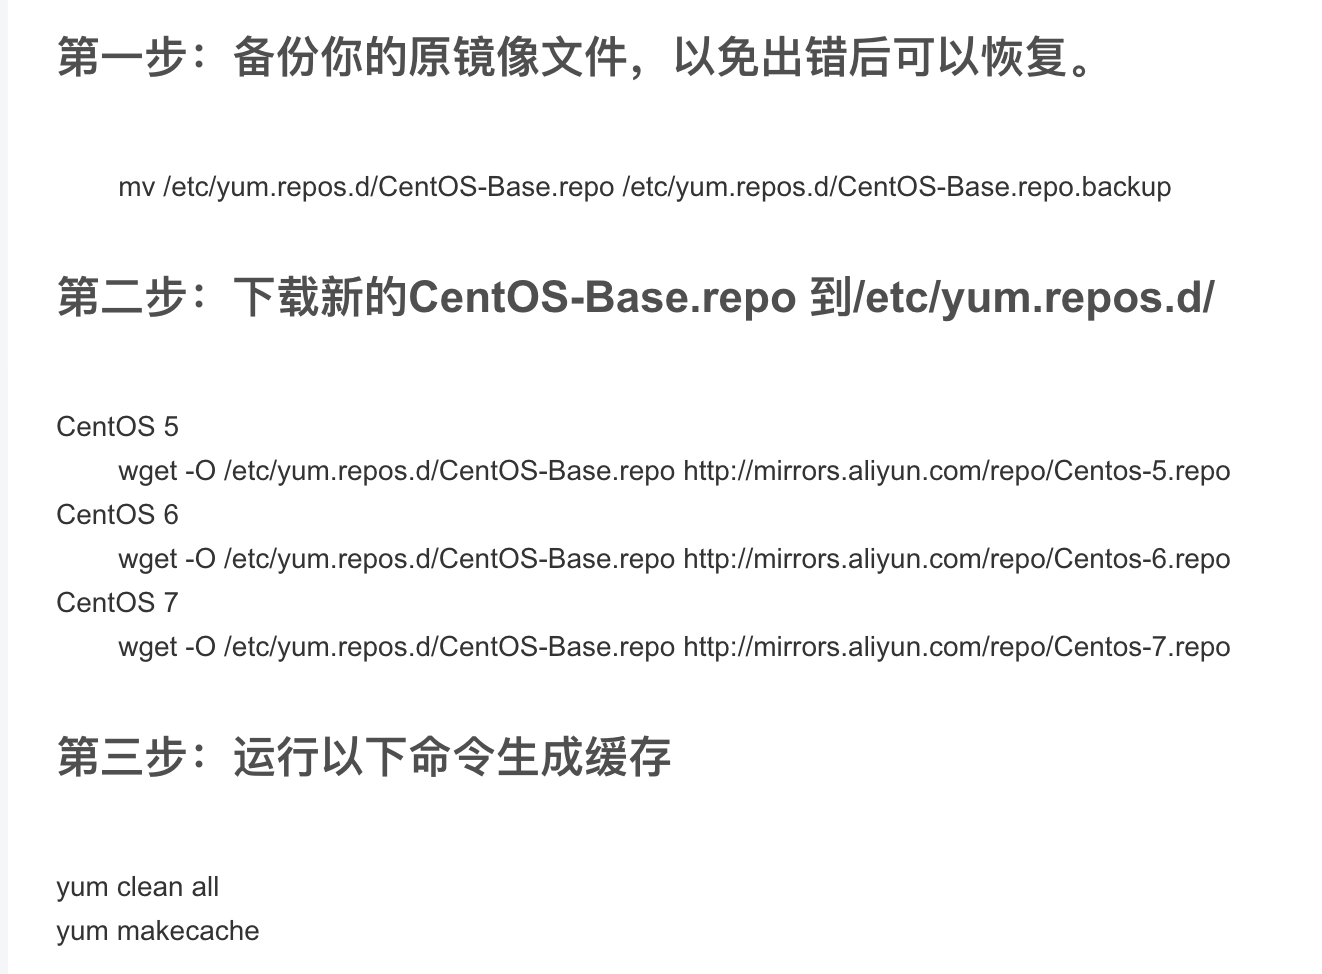 第一步：备份你的原镜像文件，以免出错后可以恢复。
mv /etc/yum.repos.d/CentOS-Base.repo /etc/yum.repos.d/CentOS-Base.repo.backup
第二步：下载新的CentOS-Base.repo 到/etc/yum.repos.d/
CentOS 5
wget -O /etc/yum.repos.d/CentOS-Base.repo http://mirrors.aliyun.com/repo/Centos-5.repo
CentOS 6
wget -O /etc/yum.repos.d/CentOS-Base.repo http://mirrors.aliyun.com/repo/Centos-6.repo
CentOS 7
wget -O /etc/yum.repos.d/CentOS-Base.repo http://mirrors.aliyun.com/repo/Centos-7.repo
第三步：运行以下命令生成缓存
yum clean all
yum makecache